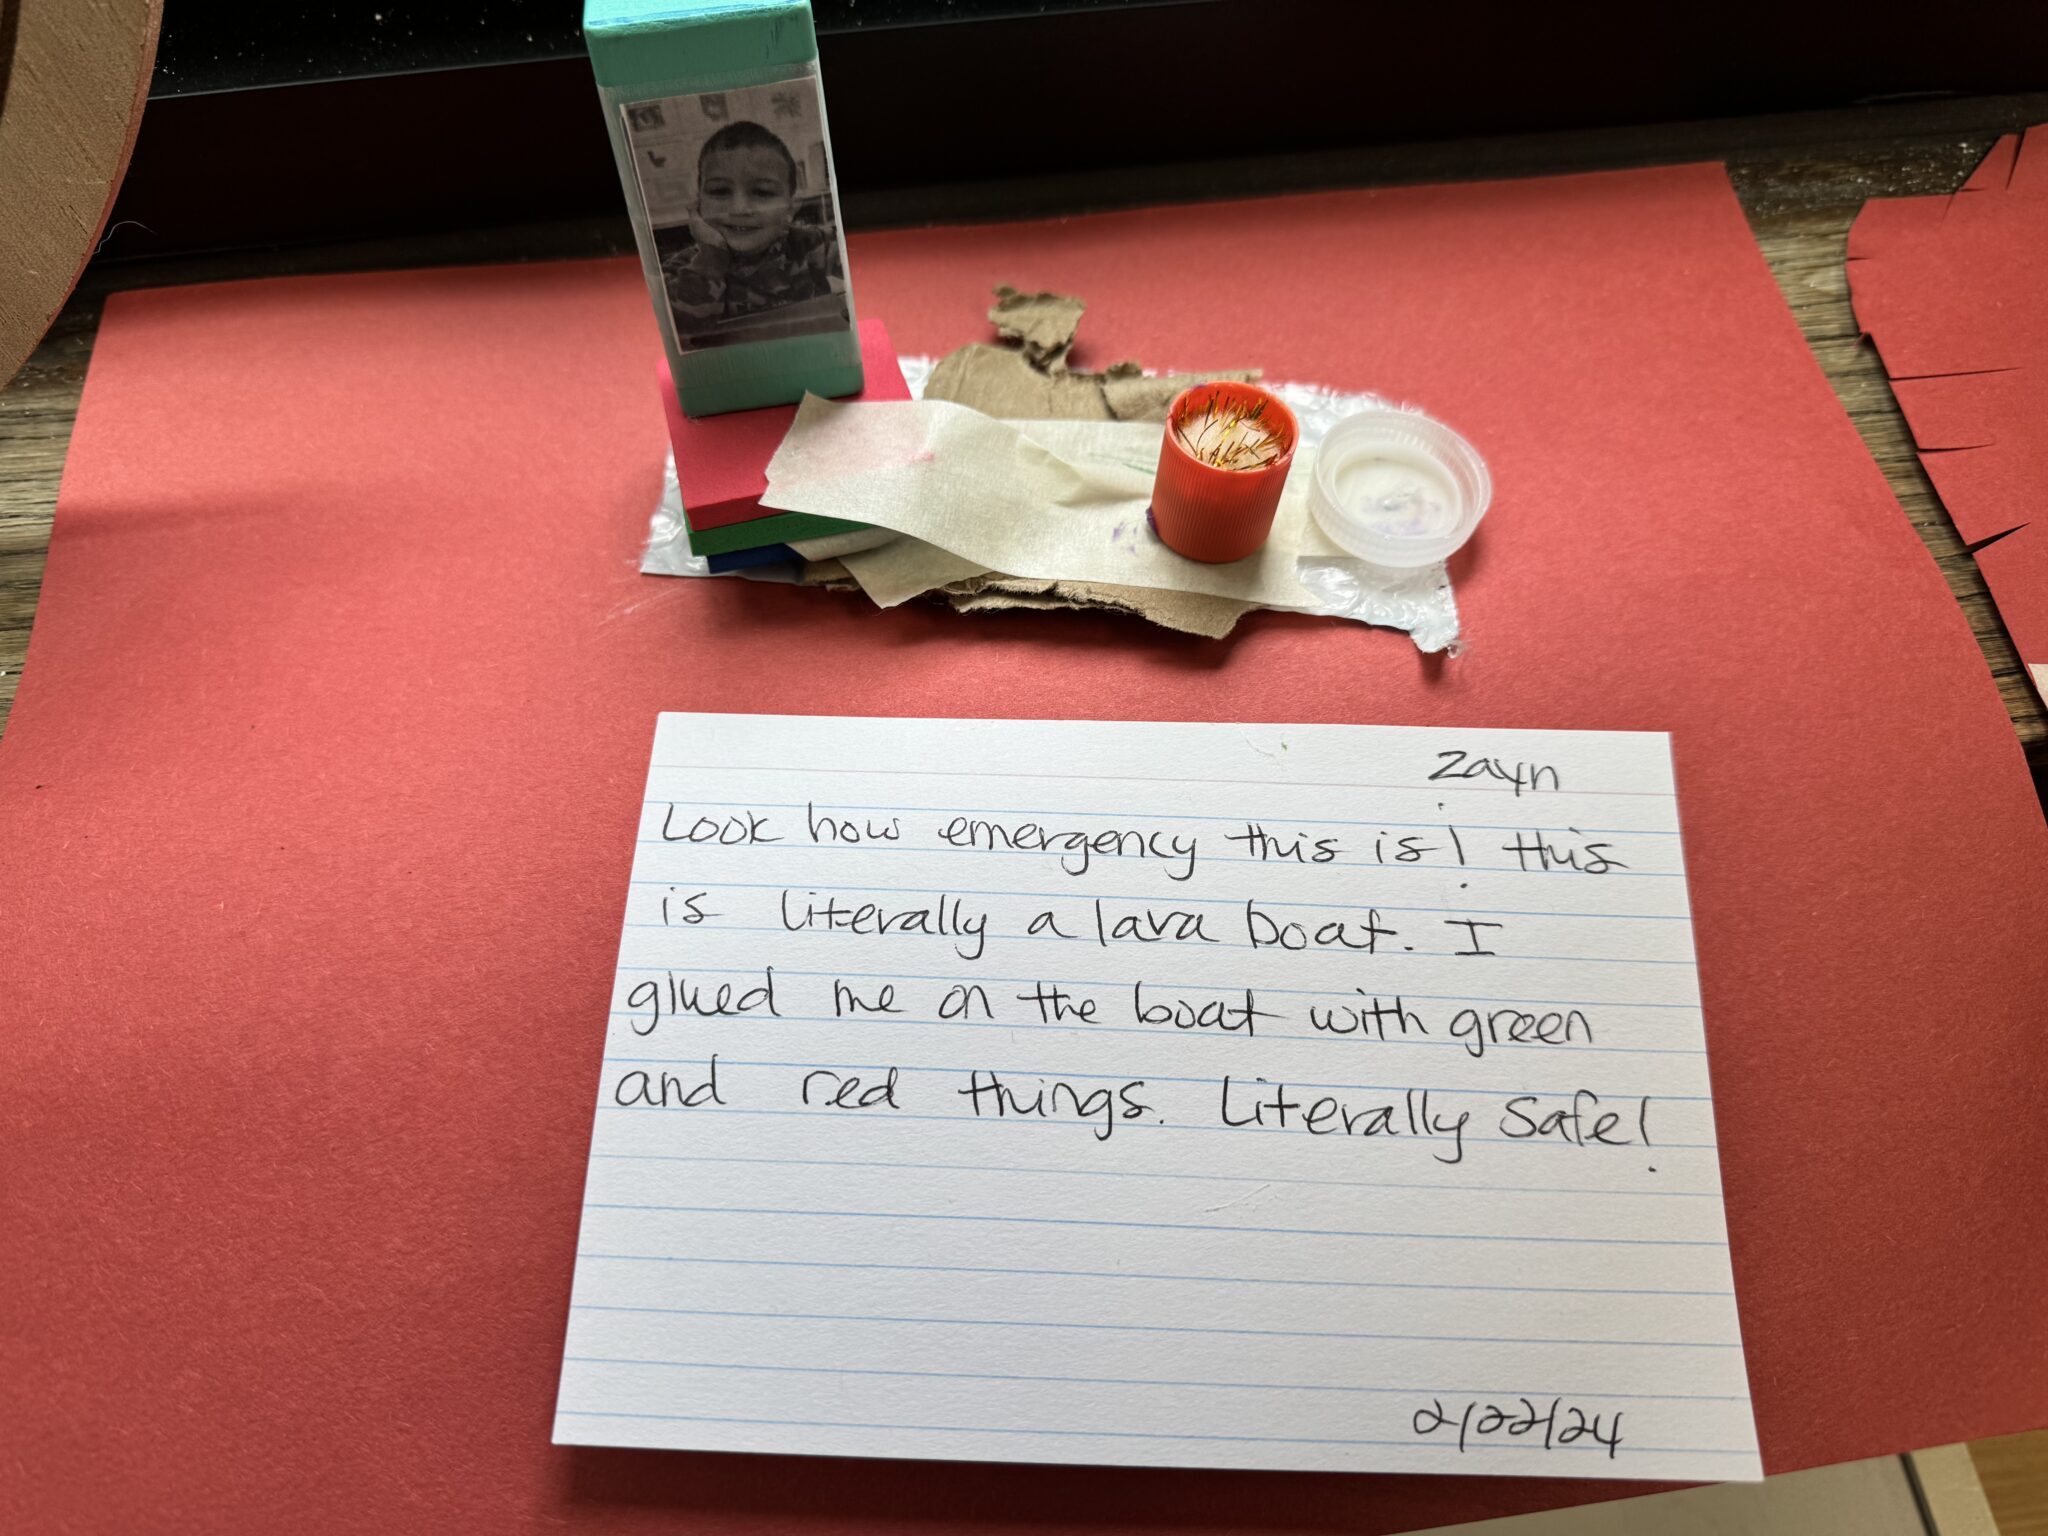 Zayn
Look how emergency this is! this
is literally a lava boat. I
glued me on the boat with green
and red things. Literally safe!
2/22/24